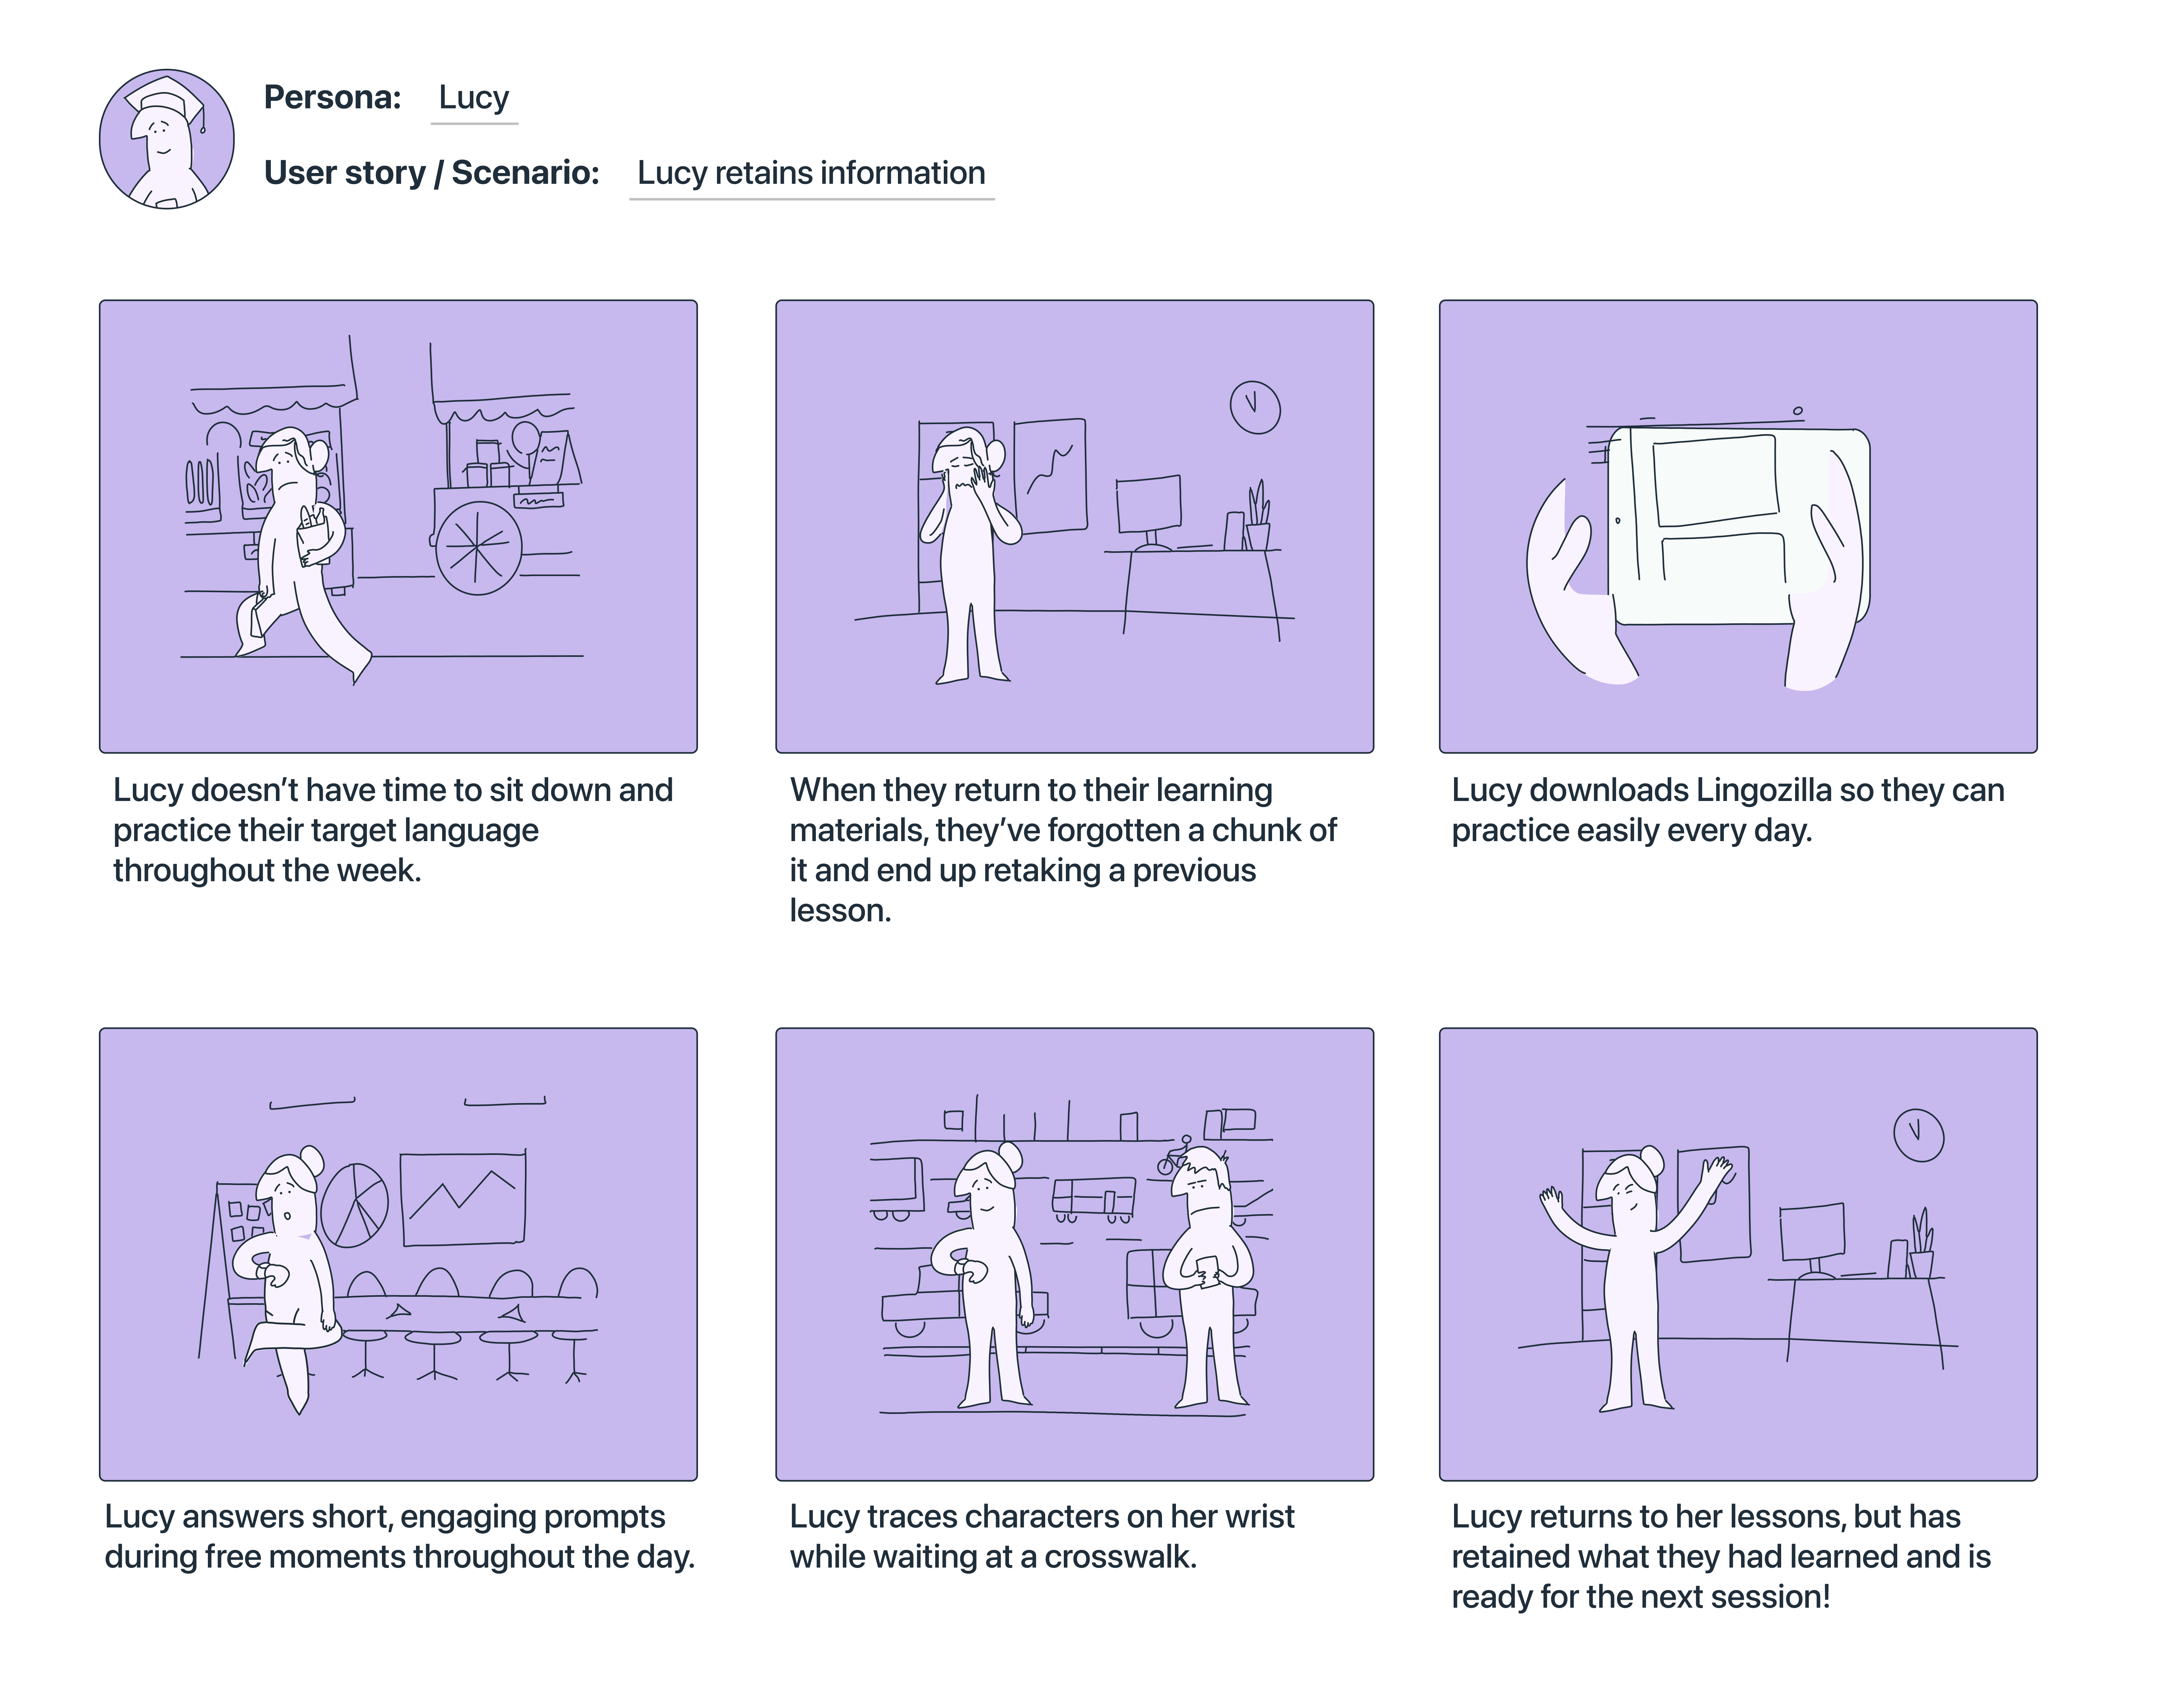 Persona: Lucy
User story / Scenario: Lucy retains information
Lucy doesn’t have time to sit down and
practice their target language
throughout the week.
When they return to their learning
materials, they’ve forgotten a chunk of
it and end up retaking a previous
lesson.
Lucy downloads Lingozilla so they can
practice easily every day.
Lucy answers short, engaging prompts
during free moments throughout the day.
Lucy traces characters on her wrist
while waiting at a crosswalk.
Lucy returns to her lessons, but has
retained what they had learned and is
ready for the next session!